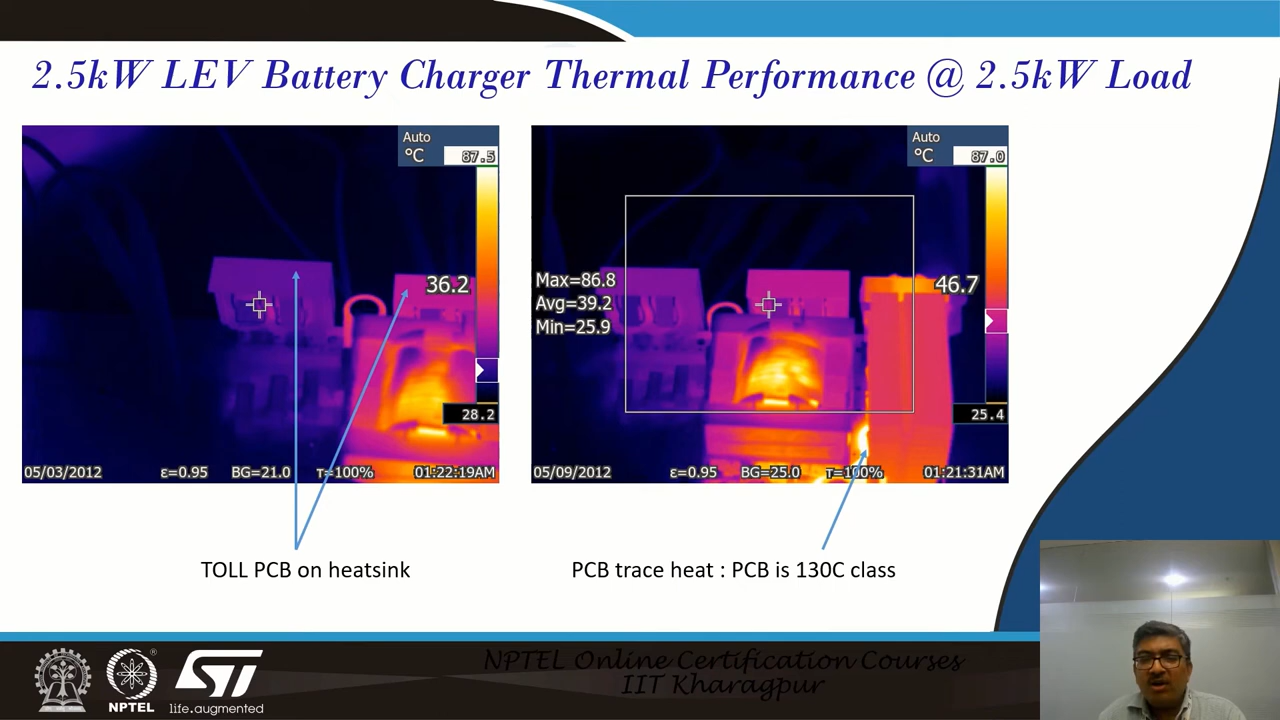 2.5kW LEV Battery Charger Thermal Performance @ 2.5kW Load
Auto
°C
87.5
36.2
28.2
05/03/2012 ε=0.95 BG=21.0 τ=100% 01:22:19AM
Auto
°C
87.0
Max=86.8
Avg=39.2
Min=25.9
46.7
25.4
05/09/2012 ε=0.95 BG=25.0 τ=100% 01:21:31AM
TOLL PCB on heatsink
PCB trace heat : PCB is 130C class
NPTEL
ST
life.augmented
NPTEL Online Certification Courses
IIT Kharagpur